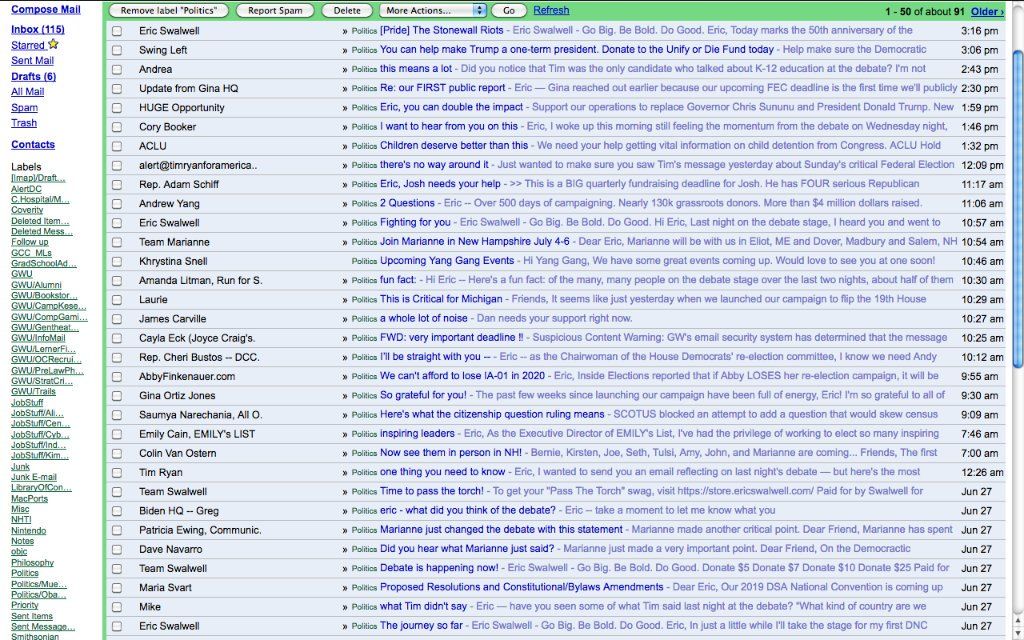 Compose Mail
Inbox (115)
Starred
Sent Mail
Drafts (6)
All Mail
Spam
Trash
Contacts
Labels
[Imap]/Draft...
AlertDC
C.Hospital/M...
Coverity
Deleted Item...
Deleted Mess...
Follow up
GCC_MLs
GradSchoolAd...
GWU
GWU/Alumni
GWU/Bookstor...
GWU/CampKese...
GWU/CompGami...
GWU/Gentheat...
GWU/InfoMail
GWU/LernerFi...
GWU/OCRecrui...
GWU/PreLawPh...
GWU/StratCri...
GWU/Trails
JobStuff
JobStuff/Ali...
JobStuff/Cen...
JobStuff/Cyb...
JobStuff/Ind...
JobStuff/Kim...
Junk
Junk E-mail
LibraryOfCon...
MacPorts
Misc
NHTI
Nintendo
Notes
obic
Philosophy
Politics
Politics/Mue...
Politics/Oba...
Priority
Sent Items
Sent Message...
Smithsonian
Remove label "Politics" Report Spam Delete More Actions... Go Refresh 1 - 50 of about 91 Older ›
Eric Swalwell » Politics [Pride] The Stonewall Riots - Eric Swalwell - Go Big. Be Bold. Do Good. Eric, Today marks the 50th anniversary of the 3:16 pm
Swing Left » Politics You can help make Trump a one-term president. Donate to the Unify or Die Fund today - Help make sure the Democratic 3:06 pm
Andrea » Politics this means a lot - Did you notice that Tim was the only candidate who talked about K-12 education at the debate? I'm not 2:43 pm
Update from Gina HQ » Politics Re: our FIRST public report - Eric — Gina reached out earlier because our upcoming FEC deadline is the first time we'll publicly 2:30 pm
HUGE Opportunity » Politics Eric, you can double the impact - Support our operations to replace Governor Chris Sununu and President Donald Trump. New 1:59 pm
Cory Booker » Politics I want to hear from you on this - Eric, I woke up this morning still feeling the momentum from the debate on Wednesday night, 1:46 pm
ACLU » Politics Children deserve better than this - We need your help getting vital information on child detention from Congress. ACLU Hold 1:32 pm
alert@timryanforamerica.. » Politics there's no way around it - Just wanted to make sure you saw Tim's message yesterday about Sunday's critical Federal Election 12:09 pm
Rep. Adam Schiff » Politics Eric, Josh needs your help - >> This is a BIG quarterly fundraising deadline for Josh. He has FOUR serious Republican 11:17 am
Andrew Yang » Politics 2 Questions - Eric -- Over 500 days of campaigning. Nearly 130k grassroots donors. More than $4 million dollars raised. 11:06 am
Eric Swalwell » Politics Fighting for you - Eric Swalwell - Go Big. Be Bold. Do Good. Hi Eric, Last night on the debate stage, I heard you and went to 10:57 am
Team Marianne » Politics Join Marianne in New Hampshire July 4-6 - Dear Eric, Marianne will be with us in Eliot, ME and Dover, Madbury and Salem, NH 10:54 am
Khrystina Snell Politics Upcoming Yang Gang Events - Hi Yang Gang, We have some great events coming up. Would love to see you at one soon! 10:46 am
Amanda Litman, Run for S. » Politics fun fact: - Hi Eric -- Here's a fun fact: of the many, many people on the debate stage over the last two nights, about half of them 10:30 am
Laurie » Politics This is Critical for Michigan - Friends, It seems like just yesterday when we launched our campaign to flip the 19th House 10:29 am
James Carville » Politics a whole lot of noise - Dan needs your support right now. 10:27 am
Cayla Eck (Joyce Craig's. » Politics FWD: very important deadline !! - Suspicious Content Warning: GW's email security system has determined that the message 10:25 am
Rep. Cheri Bustos -- DCC. » Politics I'll be straight with you -- - Eric -- as the Chairwoman of the House Democrats' re-election committee, I know we need Andy 10:12 am
AbbyFinkenauer.com » Politics We can't afford to lose IA-01 in 2020 - Eric, Inside Elections reported that if Abby LOSES her re-election campaign, it will be 9:55 am
Gina Ortiz Jones » Politics So grateful for you! - The past few weeks since launching our campaign have been full of energy, Eric! I'm so grateful to all of 9:30 am
Saumya Narechania, All O. » Politics Here's what the citizenship question ruling means - SCOTUS blocked an attempt to add a question that would skew census 9:09 am
Emily Cain, EMILY's LIST » Politics inspiring leaders - Eric, As the Executive Director of EMILY's List, I've had the privilege of working to elect so many inspiring 7:46 am
Colin Van Ostern » Politics Now see them in person in NH! - Bernie, Kirsten, Joe, Seth, Tulsi, Amy, John, and Marianne are coming... Friends, The first 7:00 am
Tim Ryan » Politics one thing you need to know - Eric, I wanted to send you an email reflecting on last night's debate — but here's the most 12:26 am
Team Swalwell » Politics Time to pass the torch! - To get your "Pass The Torch" swag, visit https://store.ericswalwell.com/ Paid for by Swalwell for Jun 27
Biden HQ -- Greg » Politics eric - what did you think of the debate? - Eric -- take a moment to let me know what you Jun 27
Patricia Ewing, Communic. » Politics Marianne just changed the debate with this statement - Marianne made another critical point. Dear Friend, Marianne has spent Jun 27
Dave Navarro » Politics Did you hear what Marianne just said? - Marianne just made a very important point. Dear Friend, On the Democractic Jun 27
Team Swalwell » Politics Debate is happening now! - Eric Swalwell - Go Big. Be Bold. Do Good. Donate $5 Donate $7 Donate $10 Donate $25 Paid for Jun 27
Maria Svart » Politics Proposed Resolutions and Constitutional/Bylaws Amendments - Dear Eric, Our 2019 DSA National Convention is coming up Jun 27
Mike » Politics what Tim didn't say - Eric — have you seen some of what Tim said last night at the debate? "What kind of country are we Jun 27
Eric Swalwell » Politics The journey so far - Eric Swalwell - Go Big. Be Bold. Do Good. Eric, In just a little while I'll take the stage for my first DNC Jun 27